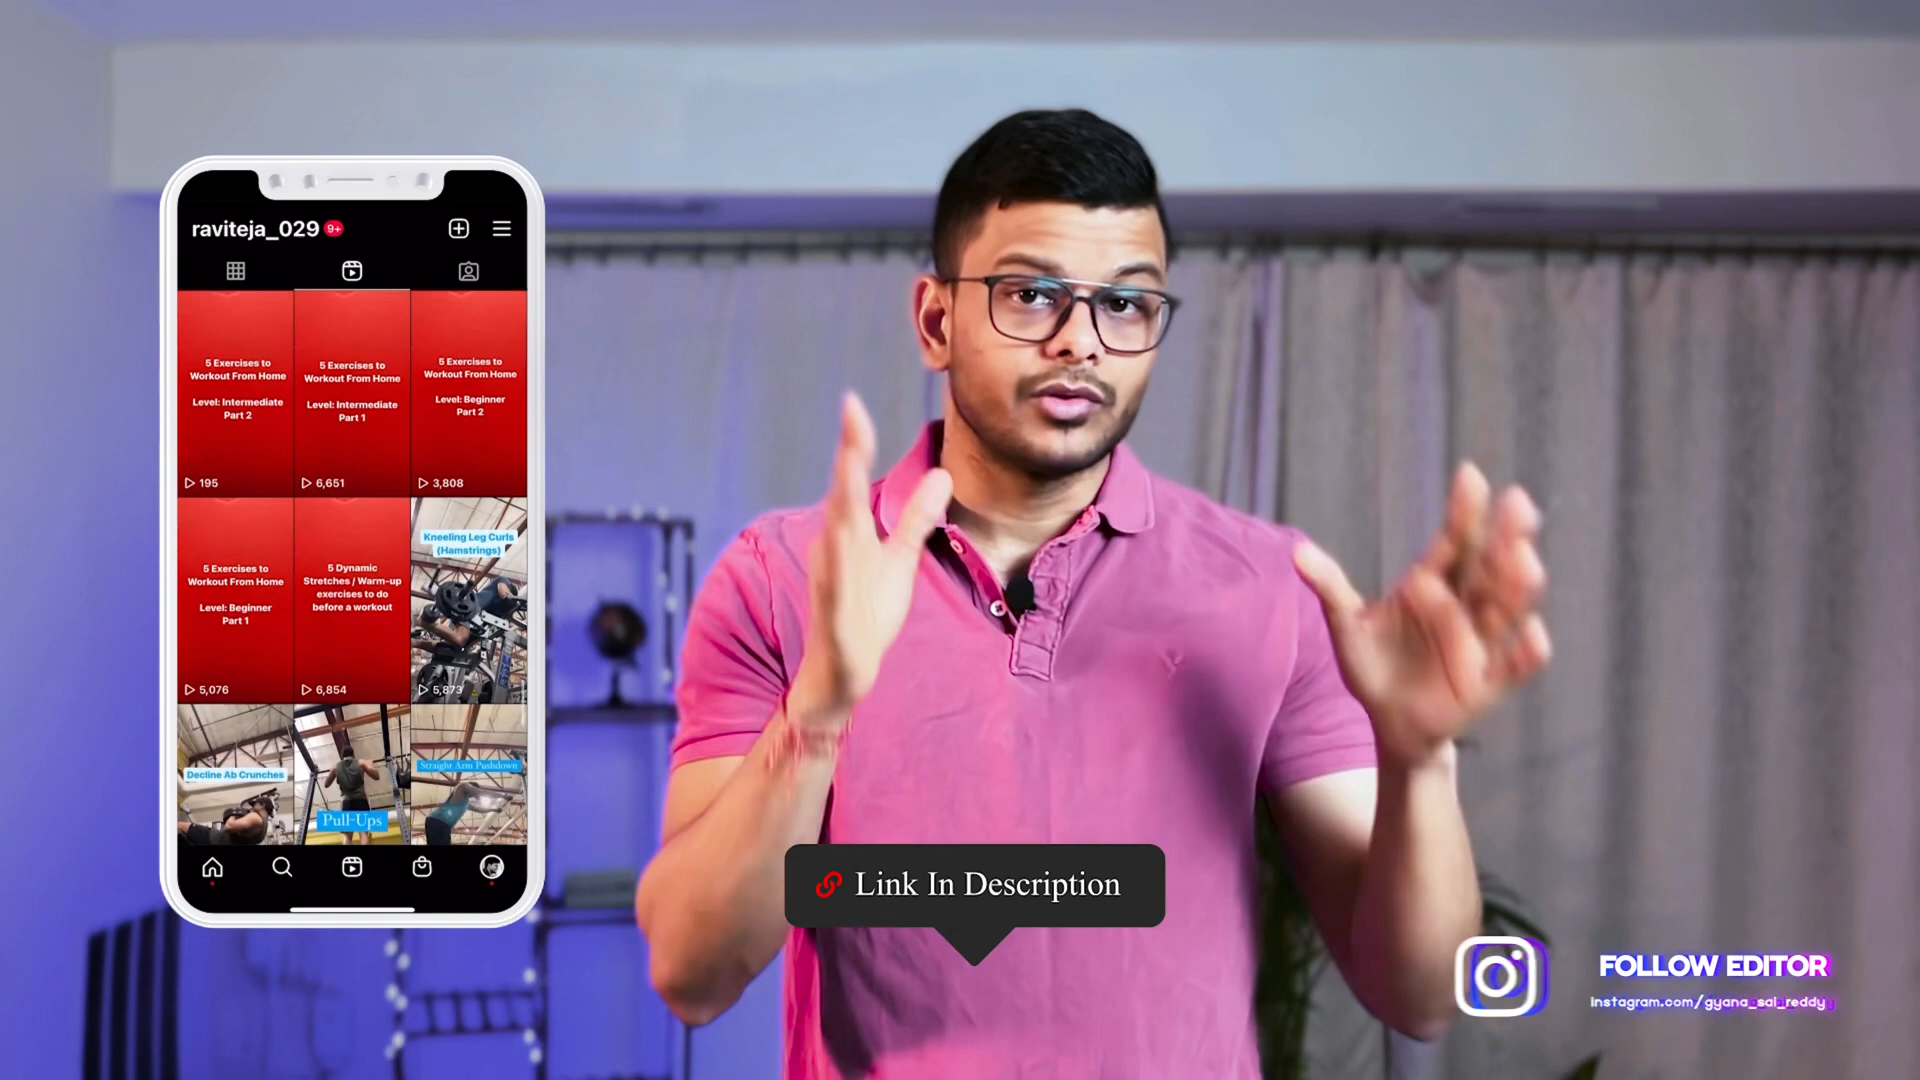 raviteja_029 9+
5 Exercises to
Workout From Home
Level: Intermediate
Part 2
195
5 Exercises to
Workout From Home
Level: Intermediate
Part 1
6,651
5 Exercises to
Workout From Home
Level: Beginner
Part 2
3,808
5 Exercises to
Workout From Home
Level: Beginner
Part 1
5,076
5 Dynamic
Stretches / Warm-up
exercises to do
before a workout
6,854
Kneeling Leg Curls
(Hamstrings)
5,873
Decline Ab Crunches
Pull-Ups
Straight Arm Pushdown
Link In Description
FOLLOW EDITOR
instagram.com/gyana_sai_reddy